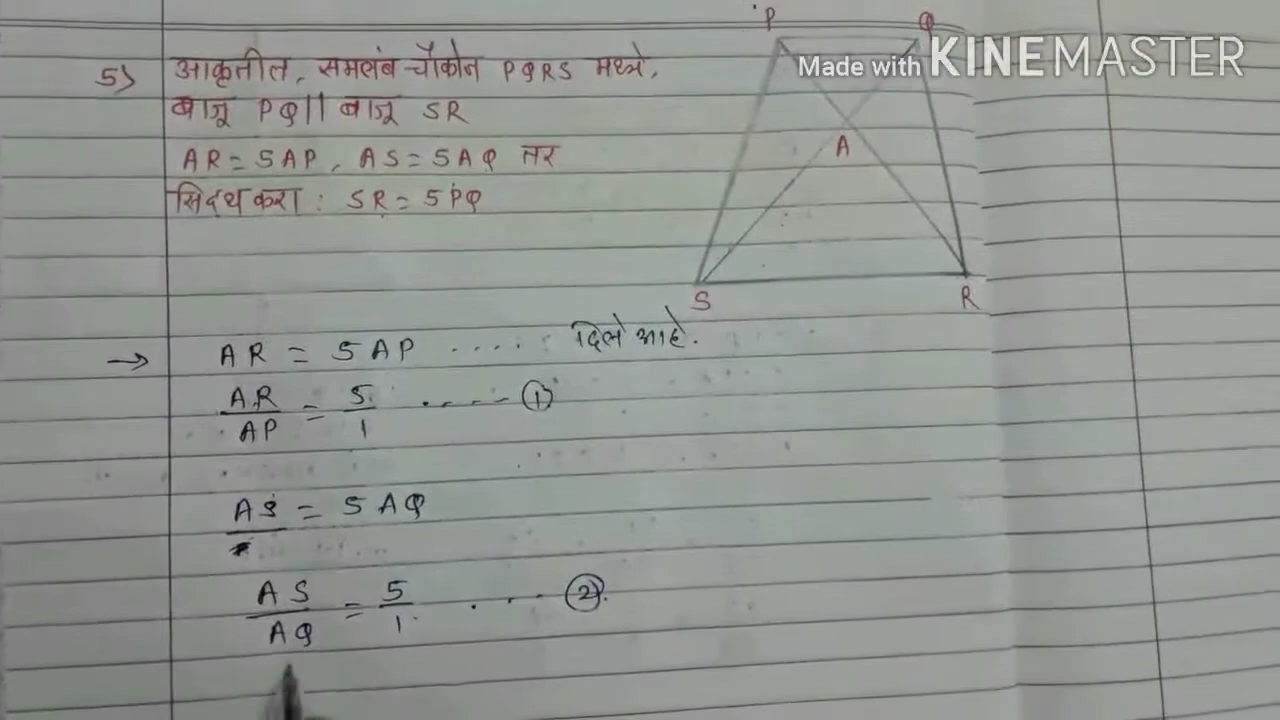 P Q
Made with KINEMASTER
5) आकृतीत, समलंब चौकोन PQRS मध्ये,
बाजू PQ || बाजू SR
AR = 5AP, AS = 5AQ तर
सिद्ध करा : SR = 5PQ
A
S R
→ AR = 5AP .... दिले आहे.
AR/AP = 5/1 .... ①
AS = 5AQ
AS/AQ = 5/1 .... ②